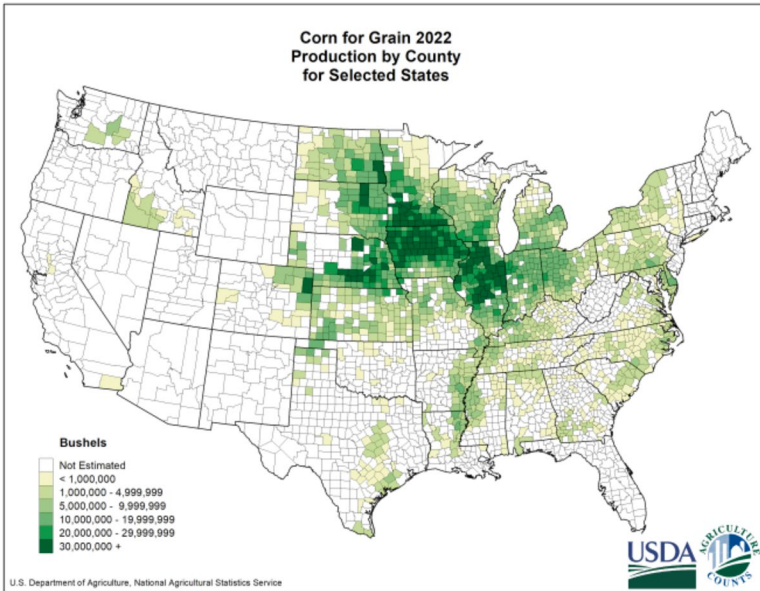 Corn for Grain 2022
Production by County
for Selected States
Bushels
Not Estimated
< 1,000,000
1,000,000 - 4,999,999
5,000,000 - 9,999,999
10,000,000 - 19,999,999
20,000,000 - 29,999,999
30,000,000 +
U.S. Department of Agriculture, National Agricultural Statistics Service
USDA
AGRICULTURE
COUNTS